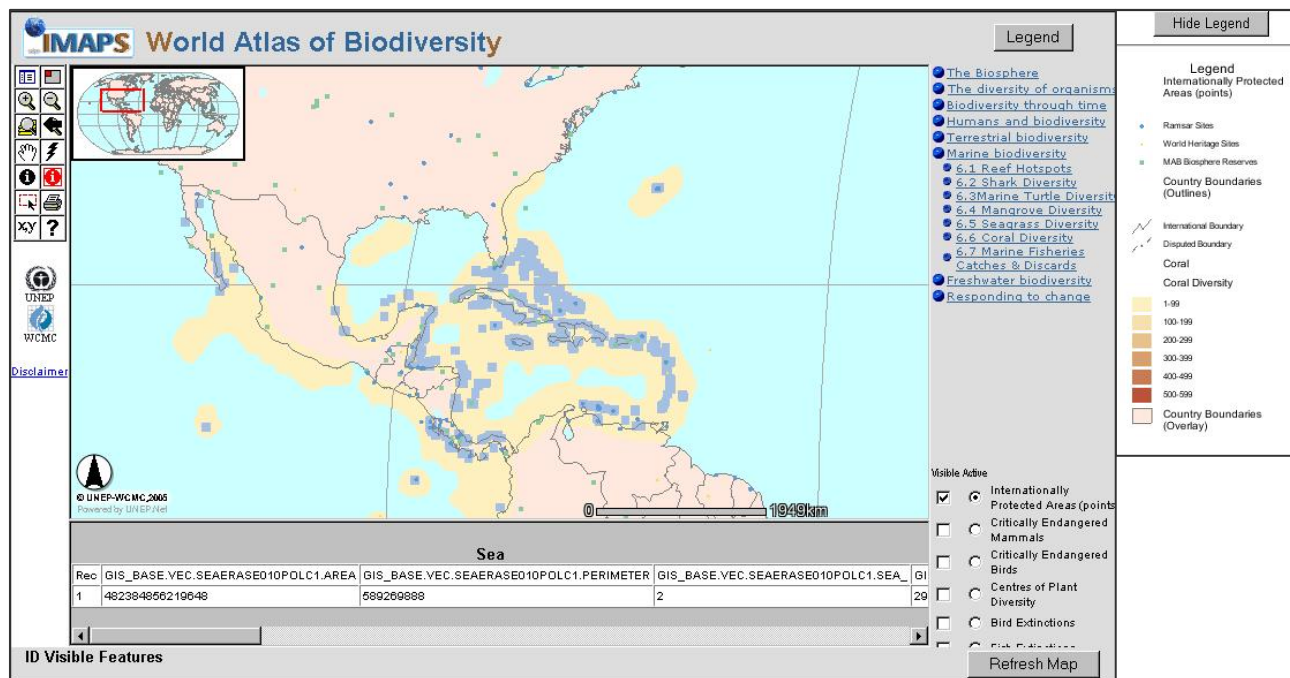 IMAPS World Atlas of Biodiversity
Legend
The Biosphere
The diversity of organisms
Biodiversity through time
Humans and biodiversity
Terrestrial biodiversity
Marine biodiversity
6.1 Reef Hotspots
6.2 Shark Diversity
6.3Marine Turtle Diversity
6.4 Mangrove Diversity
6.5 Seagrass Diversity
6.6 Coral Diversity
6.7 Marine Fisheries
Catches & Discards
Freshwater biodiversity
Responding to change
x,y ?
UNEP
WCMC
Disclaimer
© UNEP-WCMC,2005
Powered by UNEP.Net
0 1949km
Visible Active
Internationally
Protected Areas (points
Critically Endangered
Mammals
Critically Endangered
Birds
Centres of Plant
Diversity
Bird Extinctions
Fish Extinctions
Sea
Rec GIS_BASE.VEC.SEAERASE010POLC1.AREA GIS_BASE.VEC.SEAERASE010POLC1.PERIMETER GIS_BASE.VEC.SEAERASE010POLC1.SEA_ GI
1 482384856219648 589269888 2 29
ID Visible Features
Refresh Map
Hide Legend
Legend
Internationally Protected
Areas (points)
Ramsar Sites
World Heritage Sites
MAB Biosphere Reserves
Country Boundaries
(Outlines)
International Boundary
Disputed Boundary
Coral
Coral Diversity
1-99
100-199
200-299
300-399
400-499
500-599
Country Boundaries
(Overlay)